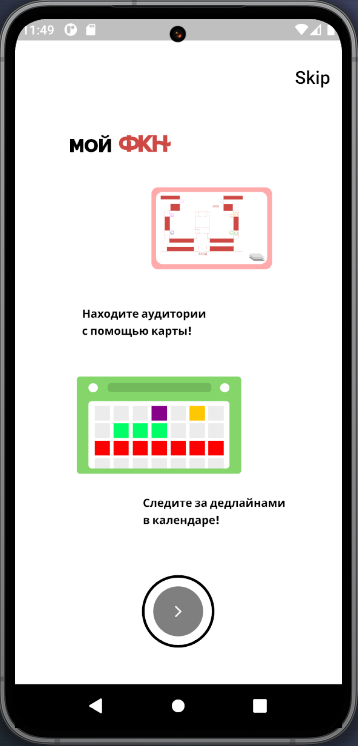 11:49
Skip
МОЙ ФКН
Находите аудитории
с помощью карты!
Следите за дедлайнами
в календаре!